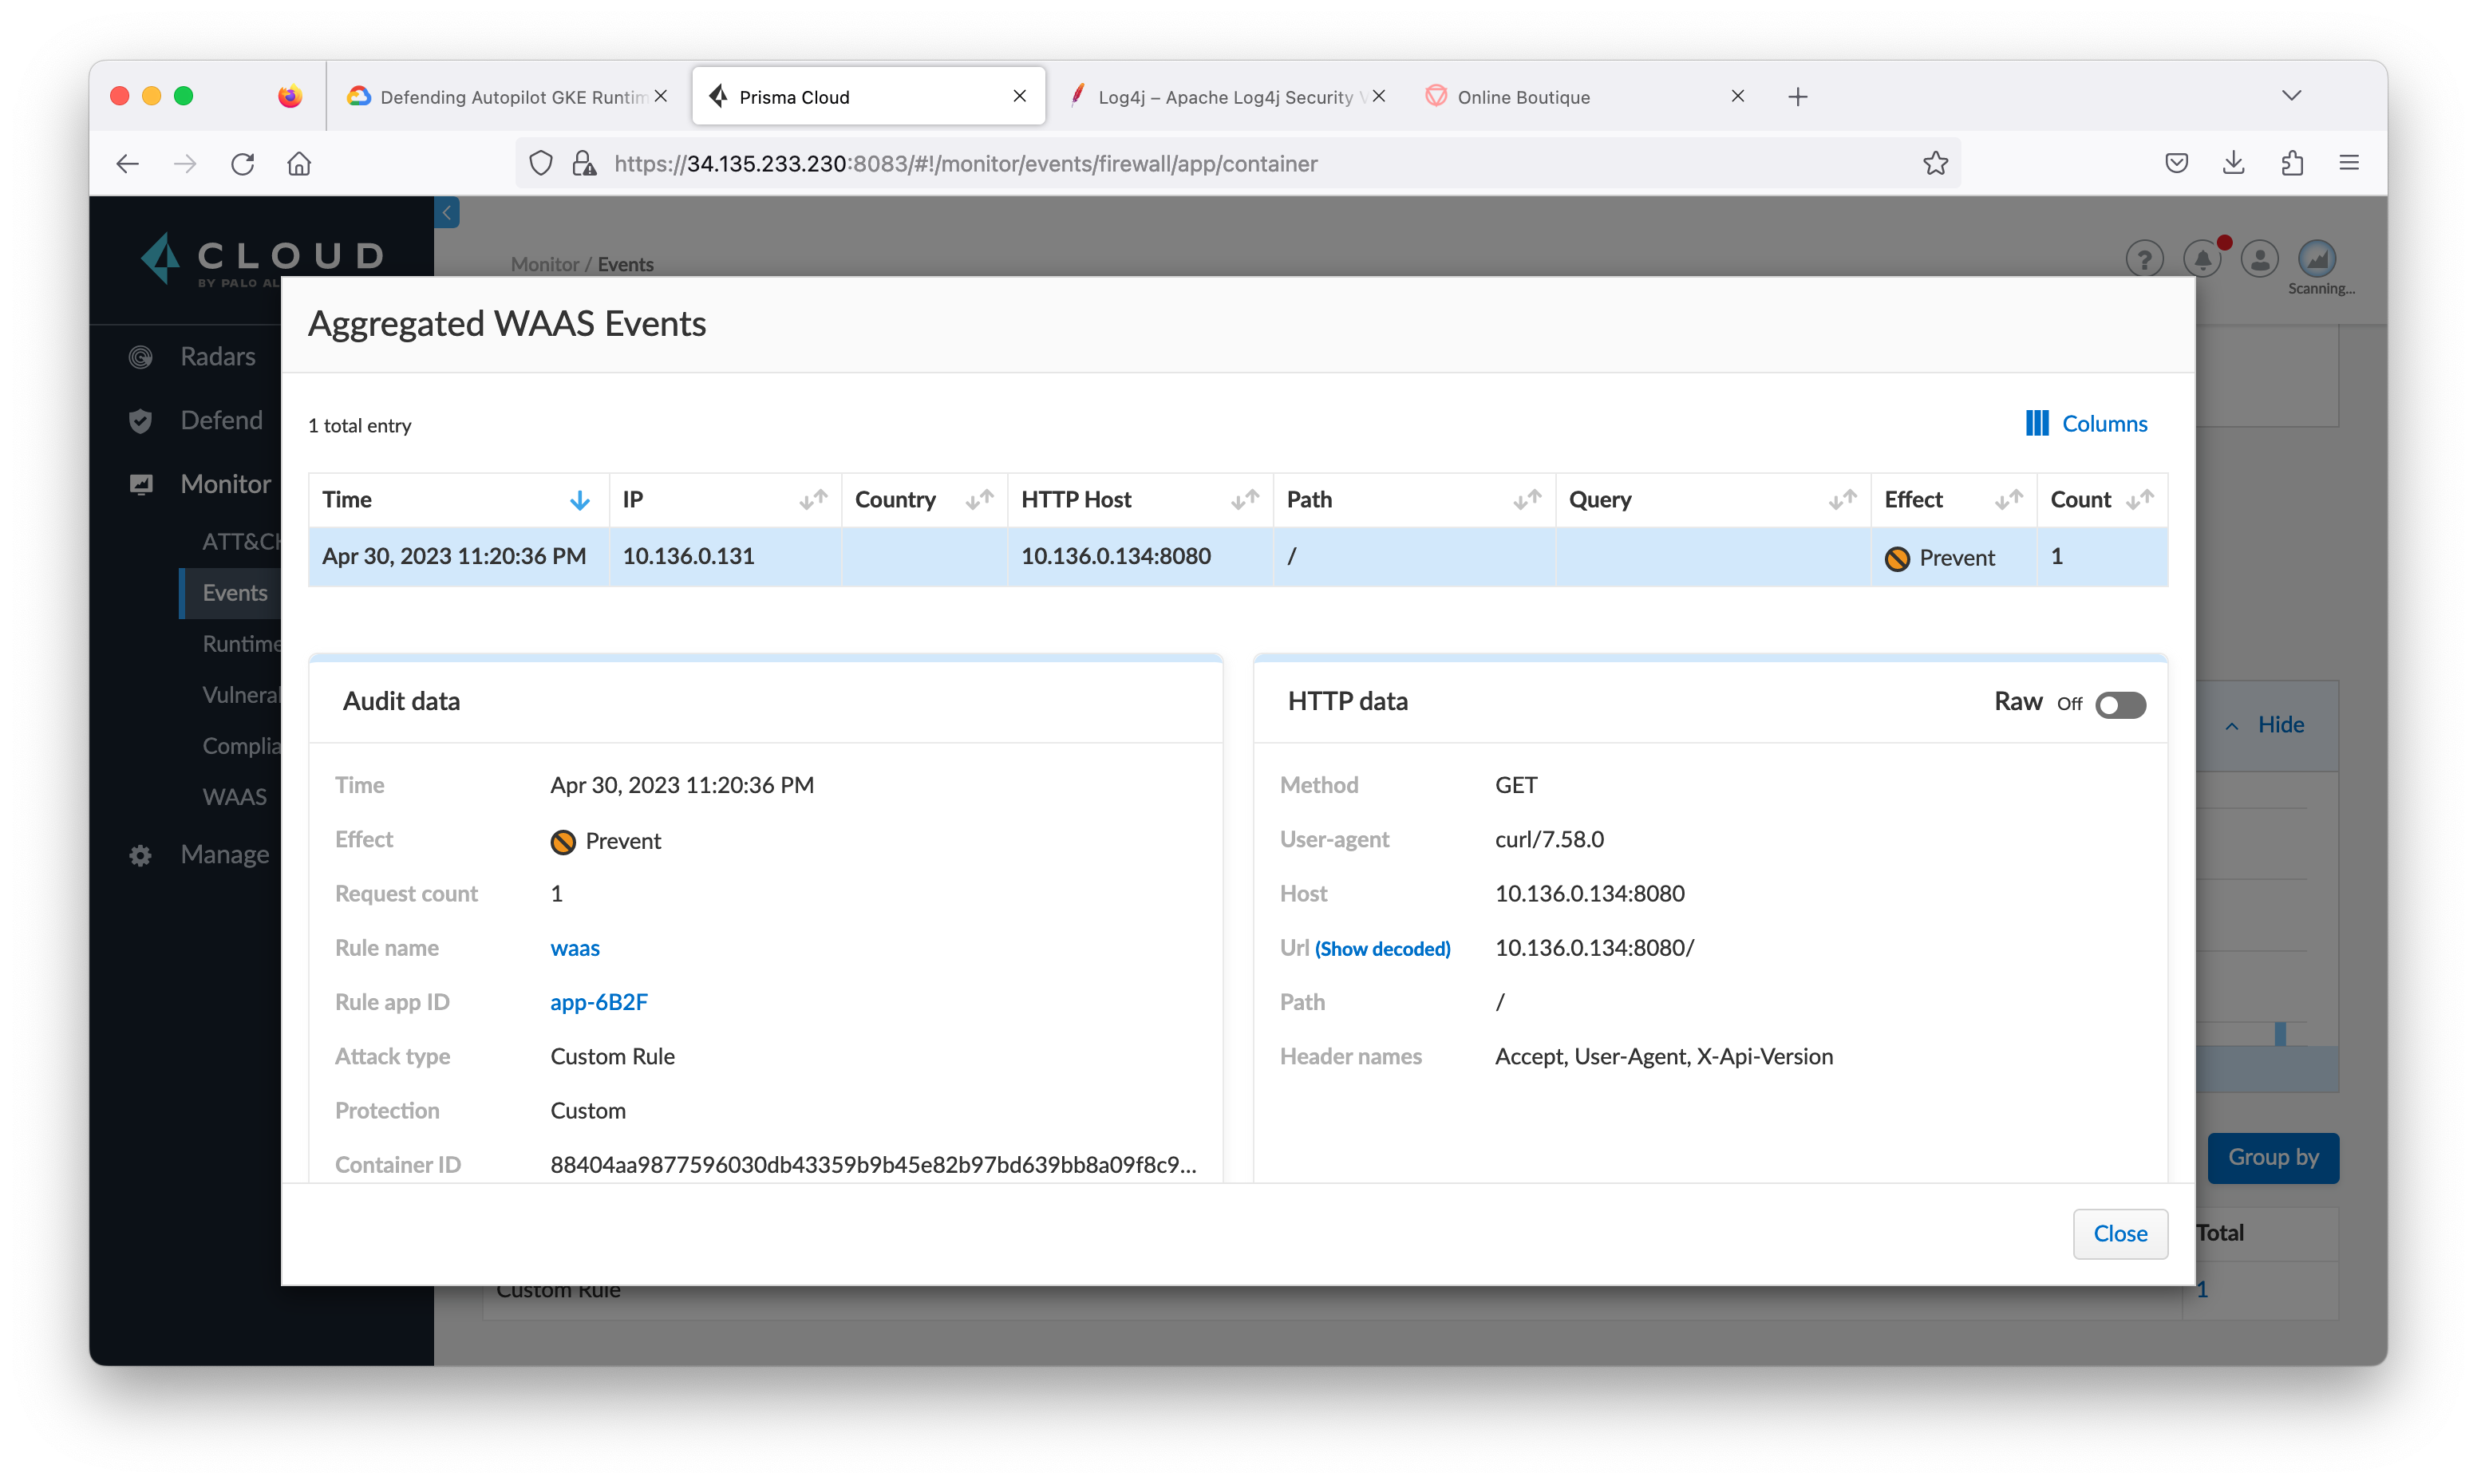 Defending Autopilot GKE Runtim
Prisma Cloud
Log4j – Apache Log4j Security V
Online Boutique
https://34.135.233.230:8083/#!/monitor/events/firewall/app/container
CLOUD
BY PALO AL
Monitor / Events
Scanning...
Radars
Defend
Monitor
ATT&CK
Events
Runtime
Vulneral
Complia
WAAS
Manage
Aggregated WAAS Events
1 total entry
Columns
Time IP Country HTTP Host Path Query Effect Count
Apr 30, 2023 11:20:36 PM 10.136.0.131 10.136.0.134:8080 / Prevent 1
Audit data
Time Apr 30, 2023 11:20:36 PM
Effect Prevent
Request count 1
Rule name waas
Rule app ID app-6B2F
Attack type Custom Rule
Protection Custom
Container ID 88404aa9877596030db43359b9b45e82b97bd639bb8a09f8c9...
HTTP data
Raw Off
Method GET
User-agent curl/7.58.0
Host 10.136.0.134:8080
Url (Show decoded) 10.136.0.134:8080/
Path /
Header names Accept, User-Agent, X-Api-Version
Hide
Group by
Close
Total
Custom Rule
1